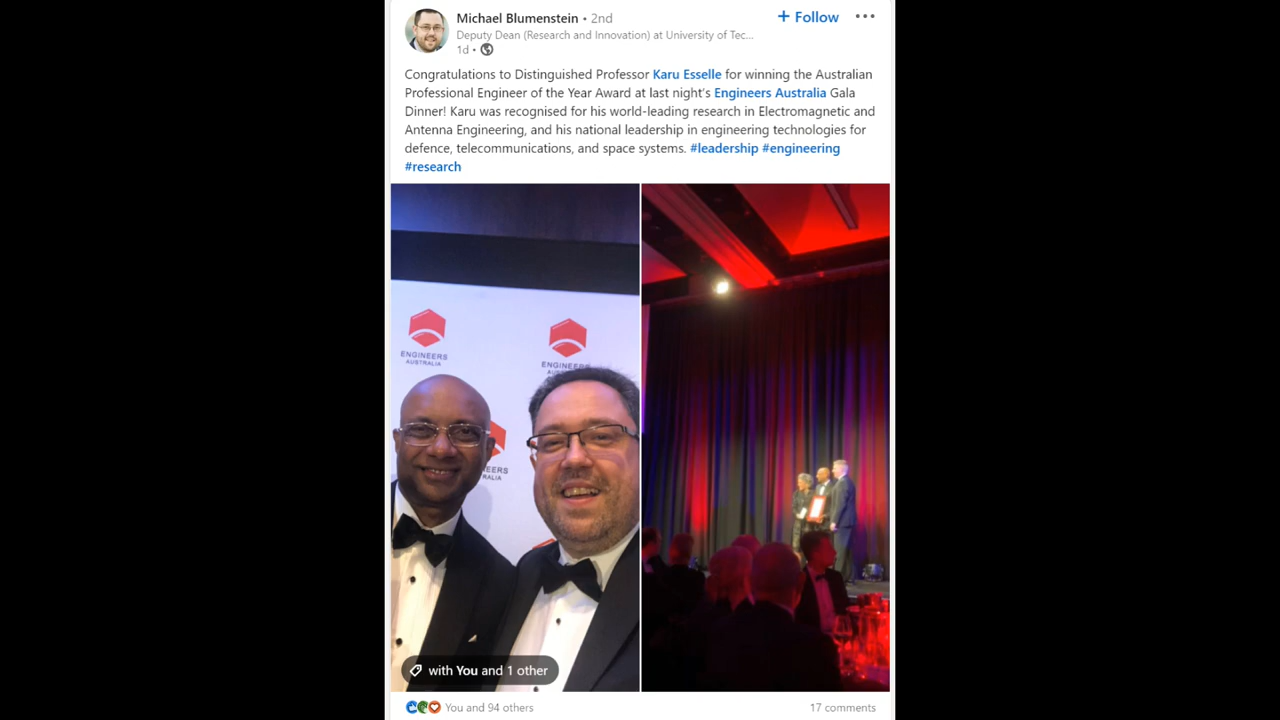 Michael Blumenstein • 2nd
+ Follow •••
Deputy Dean (Research and Innovation) at University of Tec...
1d •
Congratulations to Distinguished Professor Karu Esselle for winning the Australian
Professional Engineer of the Year Award at last night's Engineers Australia Gala
Dinner! Karu was recognised for his world-leading research in Electromagnetic and
Antenna Engineering, and his national leadership in engineering technologies for
defence, telecommunications, and space systems. #leadership #engineering
#research
ENGINEERS
AUSTRALIA
ENGINEERS
AUS
EERS
RALIA
with You and 1 other
You and 94 others
17 comments